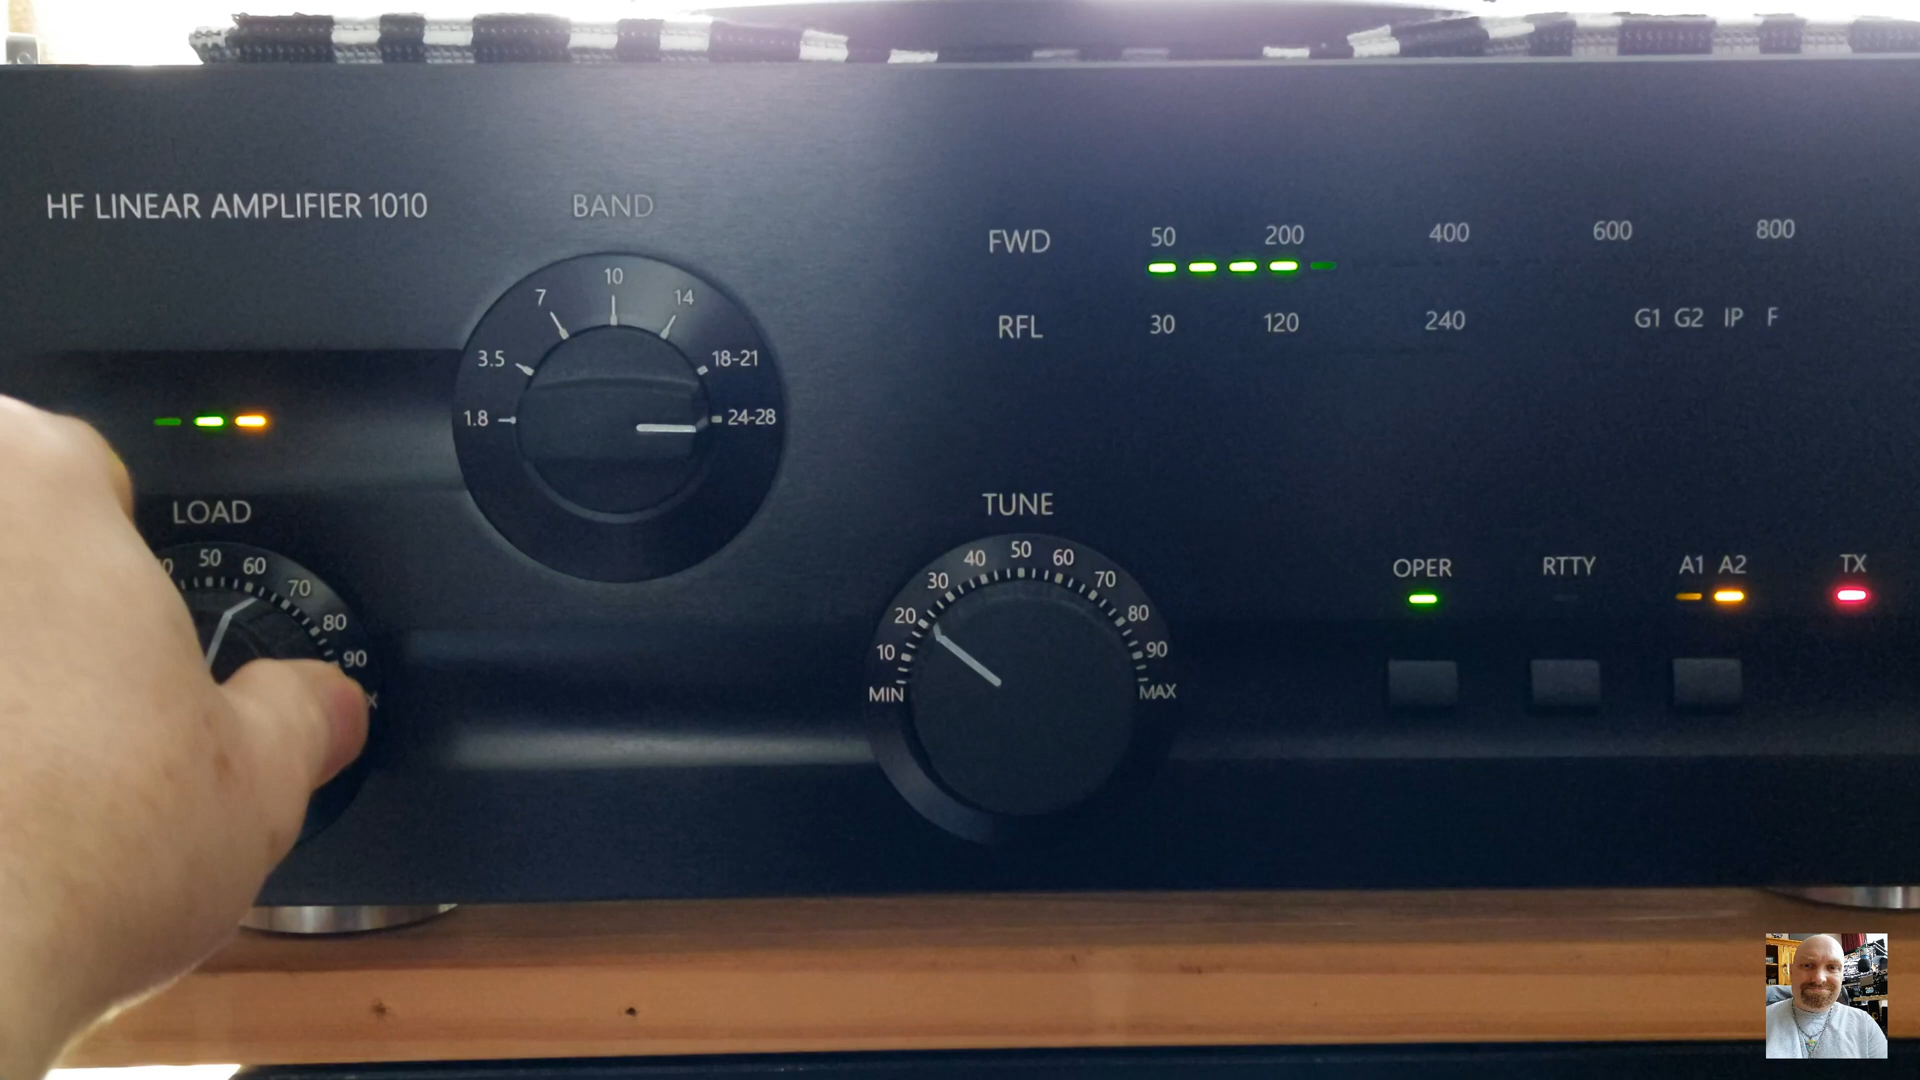 HF LINEAR AMPLIFIER 1010
BAND
1.8 3.5 7 10 14 18-21 24-28
FWD 50 200 400 600 800
RFL 30 120 240 G1 G2 IP F
LOAD
50 60 70 80 90
TUNE
MIN 10 20 30 40 50 60 70 80 90 MAX
OPER RTTY A1 A2 TX